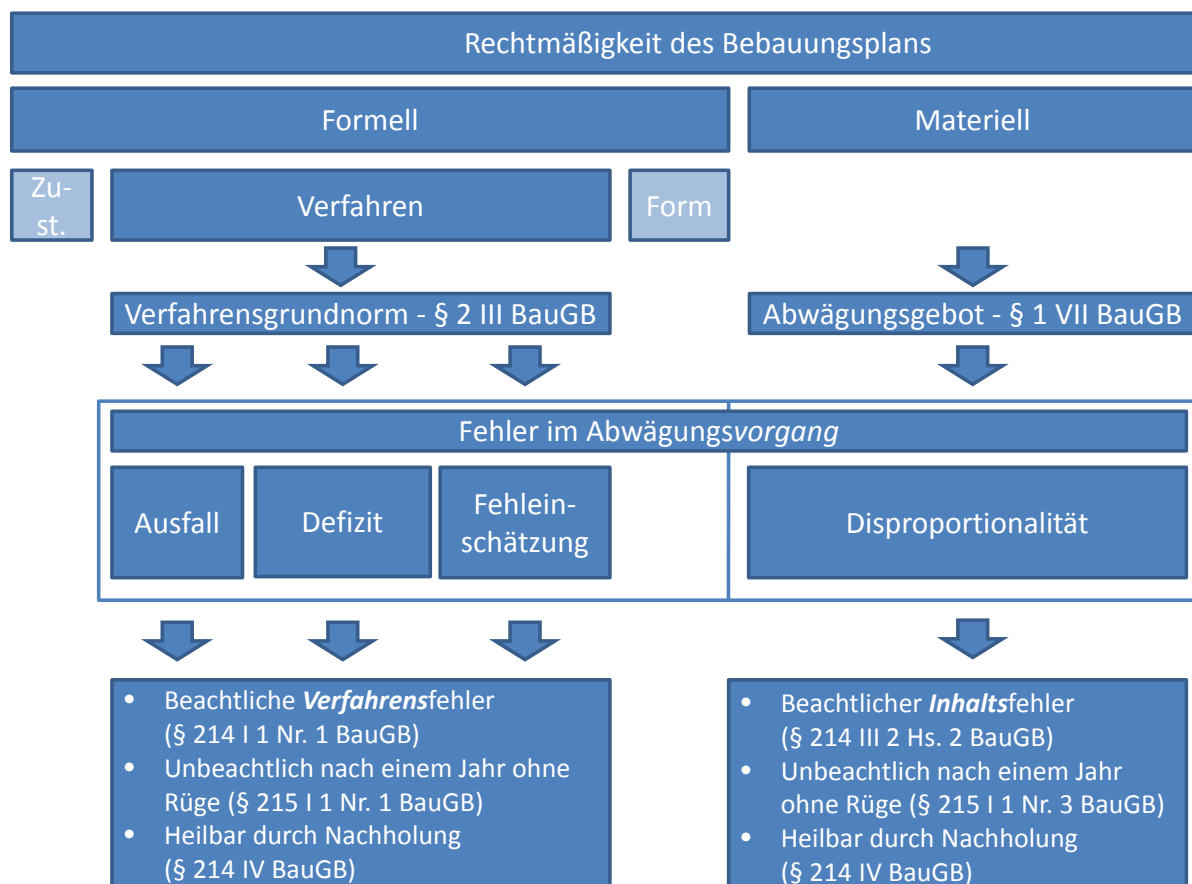 Rechtmäßigkeit des Bebauungsplans
Formell
Materiell
Zu-
st.
Verfahren
Form
Verfahrensgrundnorm - § 2 III BauGB
Abwägungsgebot - § 1 VII BauGB
Fehler im Abwägungsvorgang
Ausfall
Defizit
Fehlein-
schätzung
Disproportionalität
• Beachtliche Verfahrensfehler
(§ 214 I 1 Nr. 1 BauGB)
• Unbeachtlich nach einem Jahr ohne
Rüge (§ 215 I 1 Nr. 1 BauGB)
• Heilbar durch Nachholung
(§ 214 IV BauGB)
• Beachtlicher Inhaltsfehler
(§ 214 III 2 Hs. 2 BauGB)
• Unbeachtlich nach einem Jahr
ohne Rüge (§ 215 I 1 Nr. 3 BauGB)
• Heilbar durch Nachholung
(§ 214 IV BauGB)